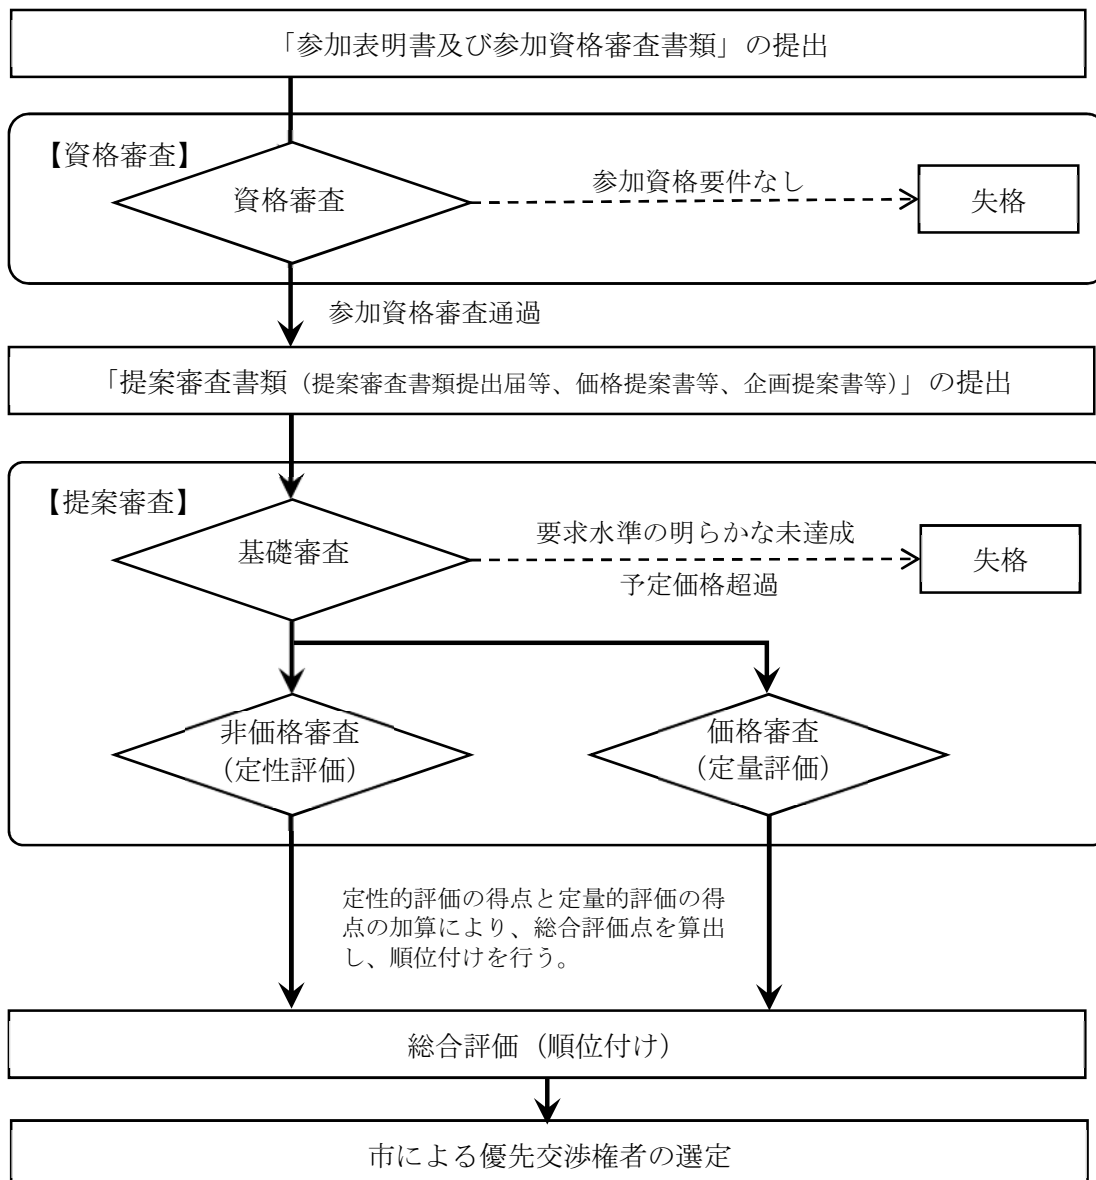 「参加表明書及び参加資格審査書類」の提出
【資格審査】
資格審査
参加資格要件なし
失格
参加資格審査通過
「提案審査書類（提案審査書類提出届等、価格提案書等、企画提案書等）」の提出
【提案審査】
基礎審査
要求水準の明らかな未達成
予定価格超過
失格
非価格審査
（定性評価）
価格審査
（定量評価）
定性的評価の得点と定量的評価の得
点の加算により、総合評価点を算出
し、順位付けを行う。
総合評価（順位付け）
市による優先交渉権者の選定